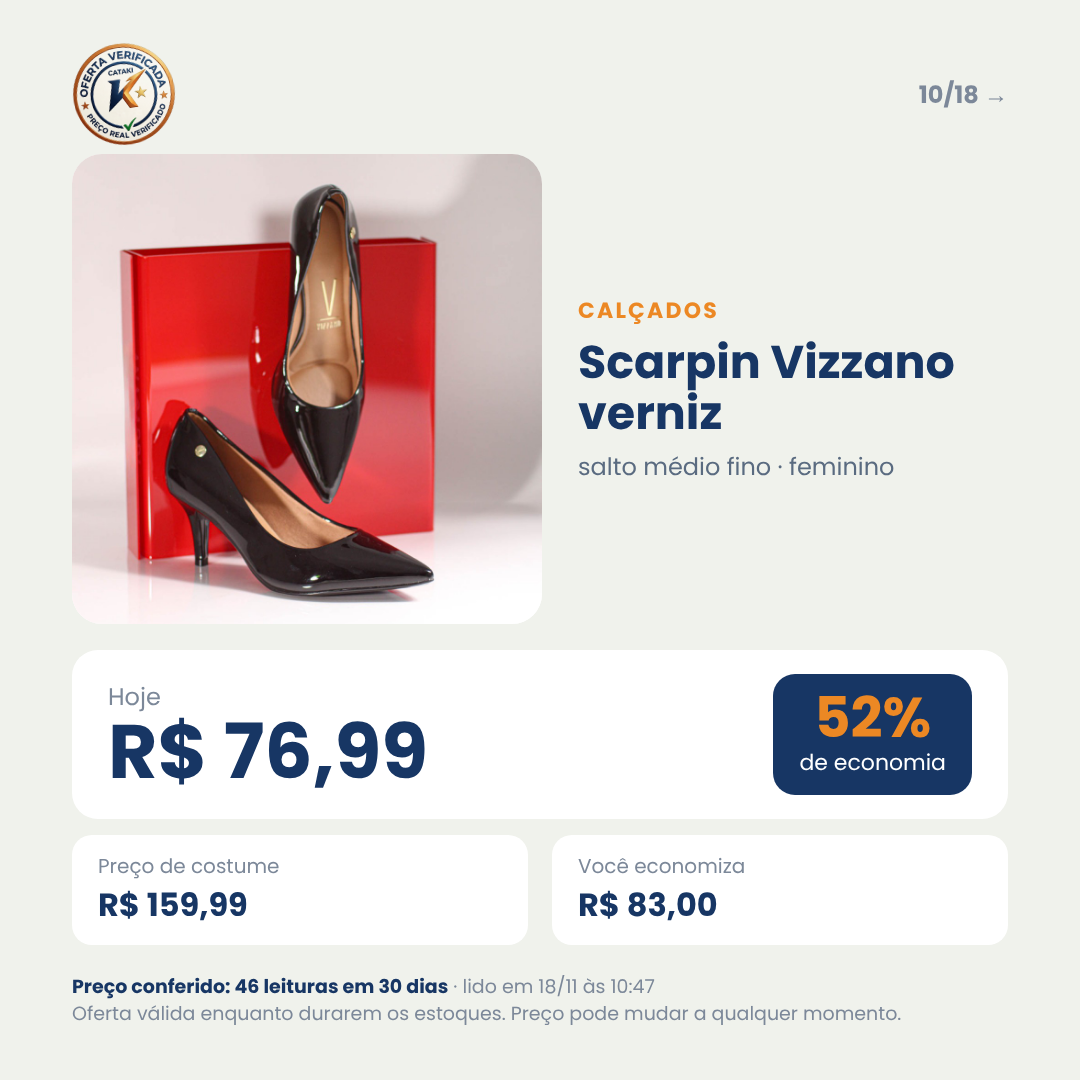 OFERTA VERIFICADA
CATAKI
K
PREÇO REAL VERIFICADO
10/18 →
V
CALÇADOS
Scarpin Vizzano
verniz
salto médio fino · feminino
Hoje
R$ 76,99
52%
de economia
Preço de costume
R$ 159,99
Você economiza
R$ 83,00
Preço conferido: 46 leituras em 30 dias · lido em 18/11 às 10:47
Oferta válida enquanto durarem os estoques. Preço pode mudar a qualquer momento.